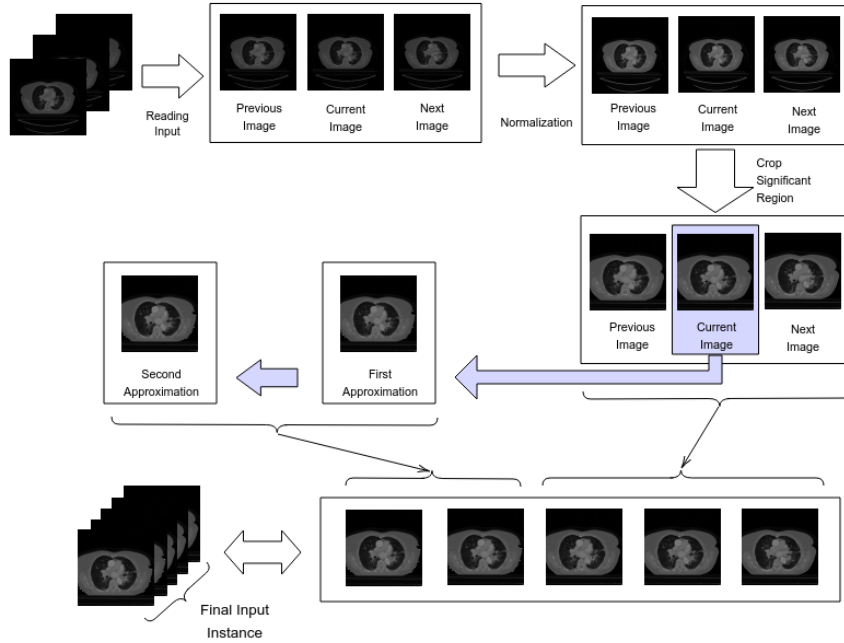 Reading
Input
Previous
Image
Current
Image
Next
Image
Normalization
Previous
Image
Current
Image
Next
Image
Crop
Significant
Region
Previous
Image
Current
Image
Next
Image
Second
Approximation
First
Approximation
Final Input
Instance